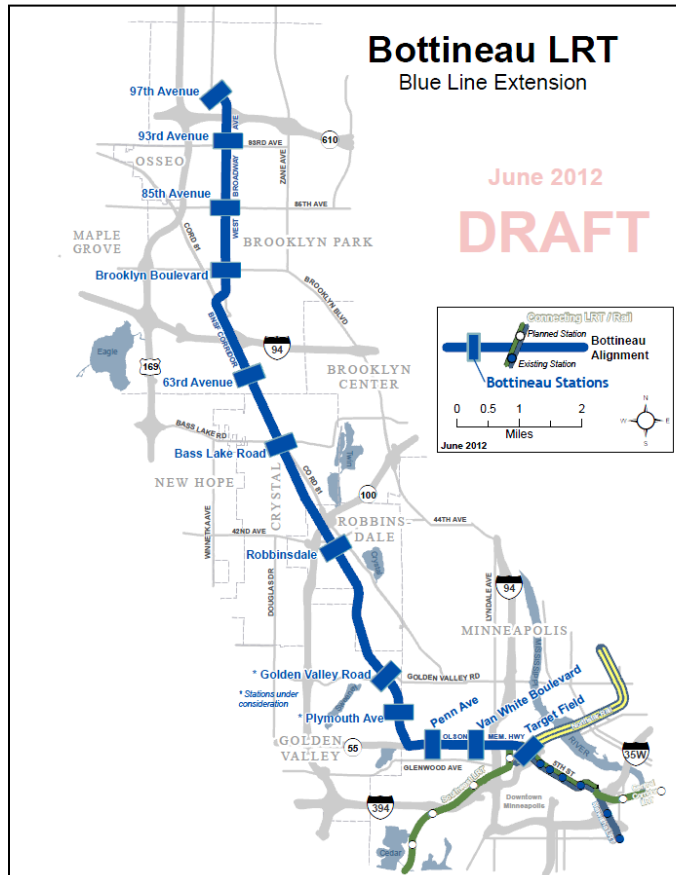 Bottineau LRT
Blue Line Extension
June 2012
DRAFT
97th Avenue
93rd Avenue
93RD AVE
610
OSSEO
AVE
BROADWAY
WEST
ZANE AVE
85th Avenue
85TH AVE
MAPLE
GROVE
CORD 81
BROOKLYN PARK
Brooklyn Boulevard
BROOKLYN BLVD
BNSF CORRIDOR
Eagle
94
169
63rd Avenue
BROOKLYN
CENTER
Connecting LRT / Rail
Planned Station
Existing Station
Bottineau
Alignment
Bottineau Stations
0 0.5 1 2
Miles
N
W E
S
June 2012
BASS LAKE RD
Bass Lake Road
Twin
NEW HOPE
CRYSTAL
CO RD 81
100
ROBBINS-
DALE
44TH AVE
WINNETKA AVE
42ND AVE
Robbinsdale
Crystal
DOUGLAS DR
LYNDALE AVE
94
MINNEAPOLIS
Mississippi
RIVER
* Golden Valley Road
GOLDEN VALLEY RD
* Stations under
consideration
* Plymouth Ave
Penn Ave
Van White Boulevard
Target Field
GOLDEN
VALLEY
55
OLSON
MEM. HWY
GLENWOOD AVE
5TH ST
35W
Downtown
Minneapolis
394
Cedar